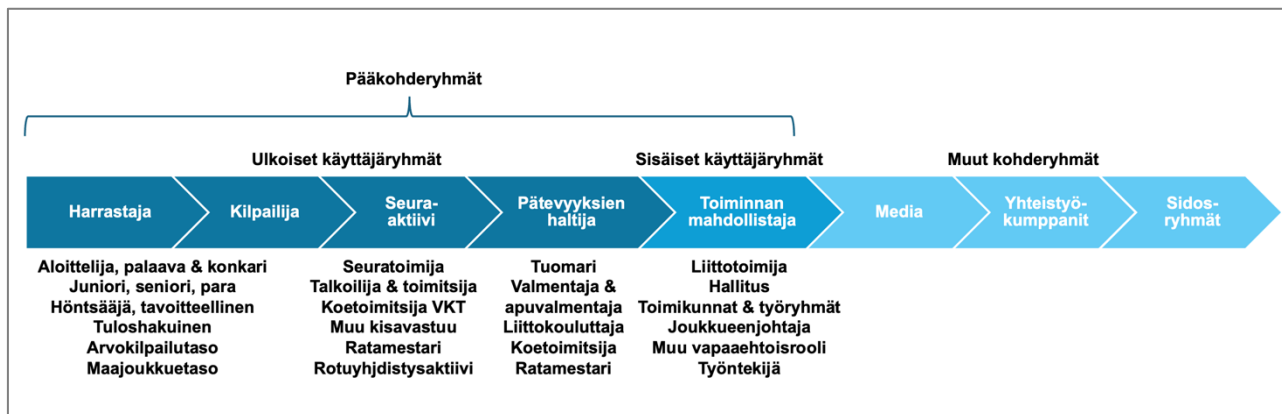 Pääkohderyhmät
Ulkoiset käyttäjäryhmät
Sisäiset käyttäjäryhmät
Muut kohderyhmät
Harrastaja
Kilpailija
Seura-
aktiivi
Pätevyyksien
haltija
Toiminnan
mahdollistaja
Media
Yhteistyö-
kumppanit
Sidos-
ryhmät
Aloittelija, palaava & konkari
Juniori, seniori, para
Höntsääjä, tavoitteellinen
Tuloshakuinen
Arvokilpailutaso
Maajoukkuetaso
Seuratoimija
Talkoilija & toimitsija
Koetoimitsija VKT
Muu kisavastuu
Ratamestari
Rotuyhjdistysaktiivi
Tuomari
Valmentaja &
apuvalmentaja
Liittokouluttaja
Koetoimitsija
Ratamestari
Liittotoimija
Hallitus
Toimikunnat & työryhmät
Joukkueenjohtaja
Muu vapaaehtoisrooli
Työntekijä